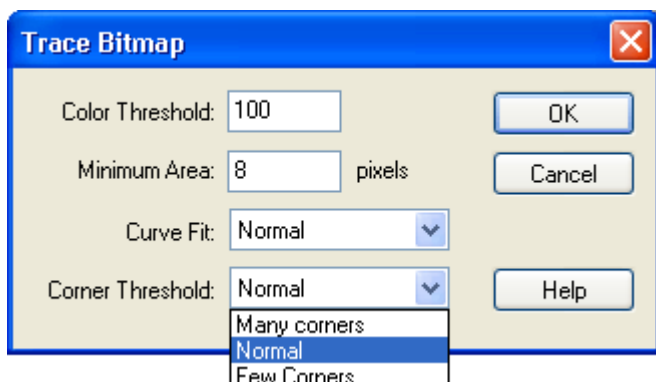 Trace Bitmap
Color Threshold: 100 OK
Minimum Area: 8 pixels Cancel
Curve Fit: Normal
Corner Threshold: Normal Help
Many corners
Normal
Few Corners